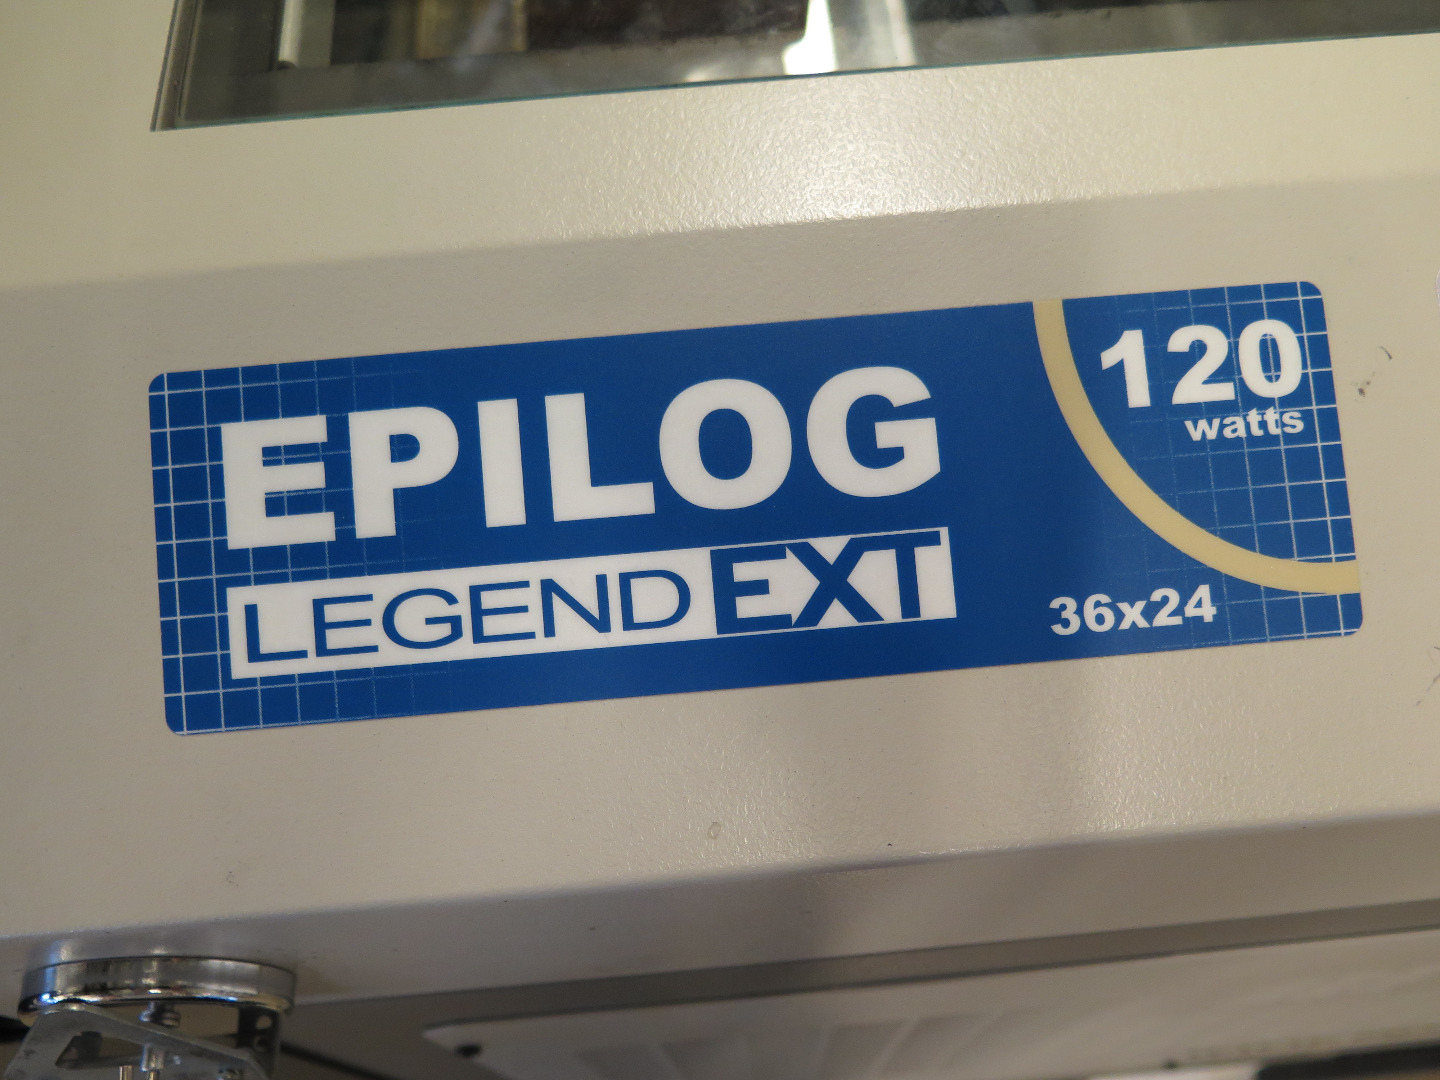 EPILOG
LEGEND EXT
120
watts
36x24